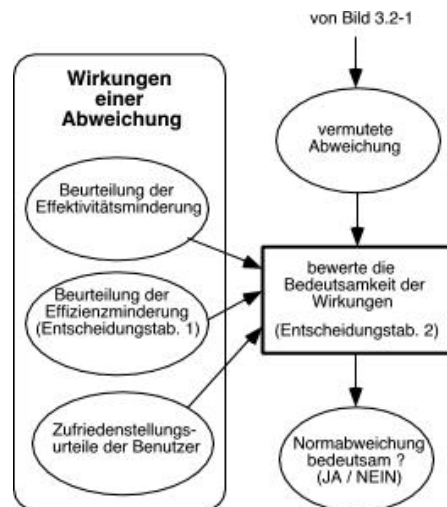 von Bild 3.2-1
Wirkungen
einer
Abweichung
vermutete
Abweichung
Beurteilung der
Effektivitätsminderung
Beurteilung der
Effizienzminderung
(Entscheidungstab. 1)
bewerte die
Bedeutsamkeit der
Wirkungen
(Entscheidungstab. 2)
Zufriedenstellungs-
urteile der Benutzer
Normabweichung
bedeutsam ?
(JA / NEIN)